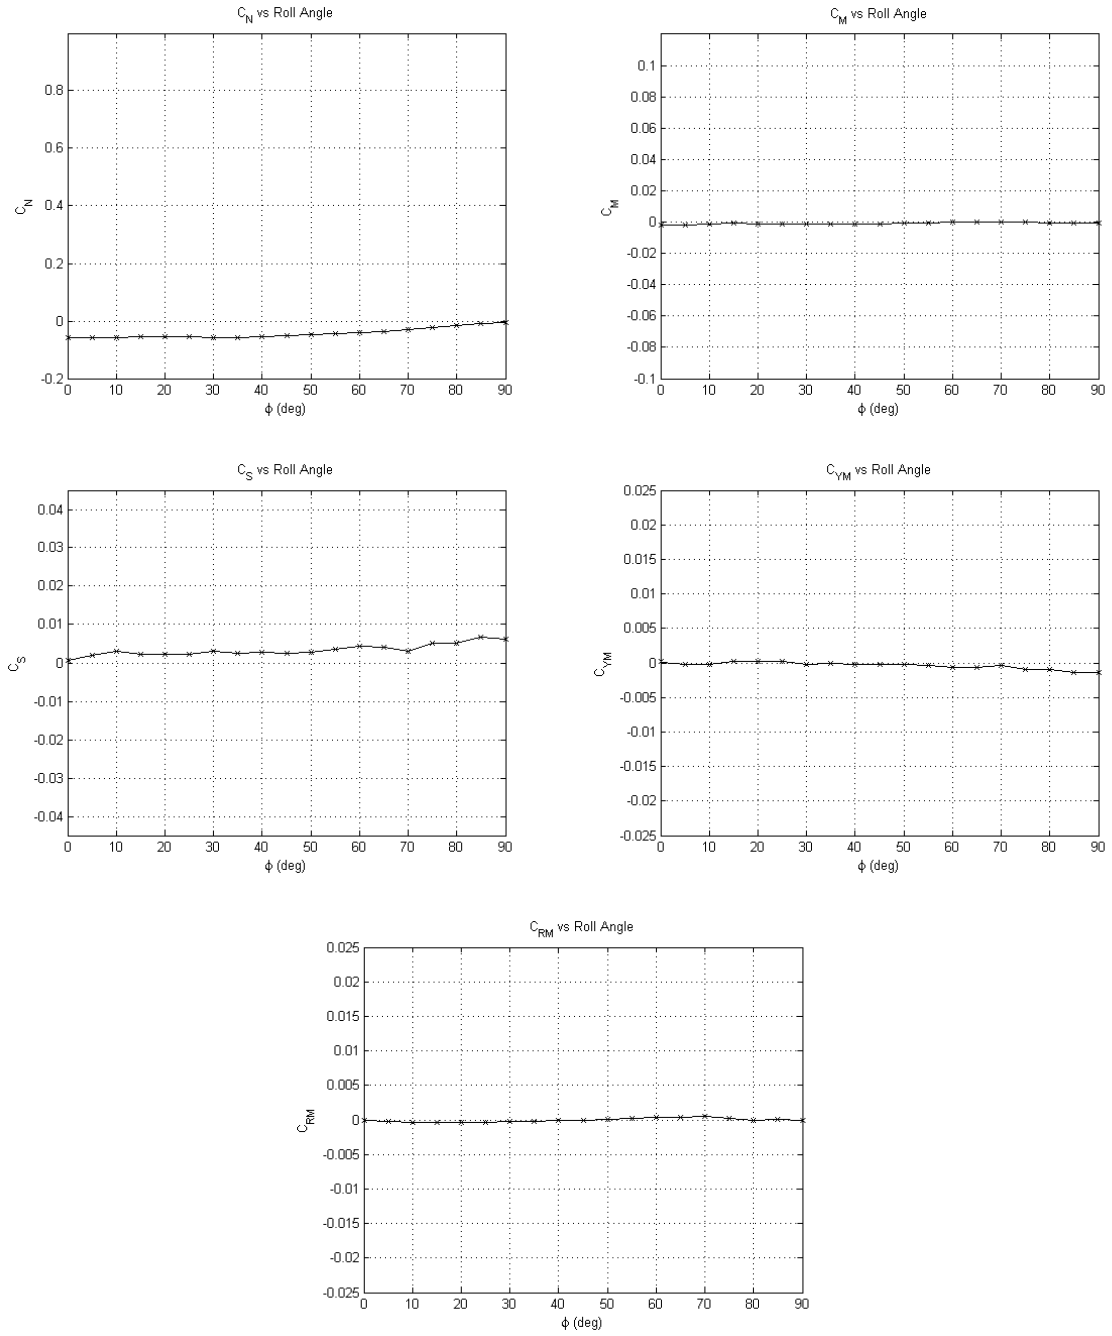 C_N vs Roll Angle
0.8
0.6
0.4
0.2
0
-0.2
C_N
0 10 20 30 40 50 60 70 80 90
ϕ (deg)
C_M vs Roll Angle
0.1
0.08
0.06
0.04
0.02
0
-0.02
-0.04
-0.06
-0.08
-0.1
C_M
0 10 20 30 40 50 60 70 80 90
ϕ (deg)
C_S vs Roll Angle
0.04
0.03
0.02
0.01
0
-0.01
-0.02
-0.03
-0.04
C_S
0 10 20 30 40 50 60 70 80 90
ϕ (deg)
C_YM vs Roll Angle
0.025
0.02
0.015
0.01
0.005
0
-0.005
-0.01
-0.015
-0.02
-0.025
C_YM
0 10 20 30 40 50 60 70 80 90
ϕ (deg)
C_RM vs Roll Angle
0.025
0.02
0.015
0.01
0.005
0
-0.005
-0.01
-0.015
-0.02
-0.025
C_RM
0 10 20 30 40 50 60 70 80 90
ϕ (deg)